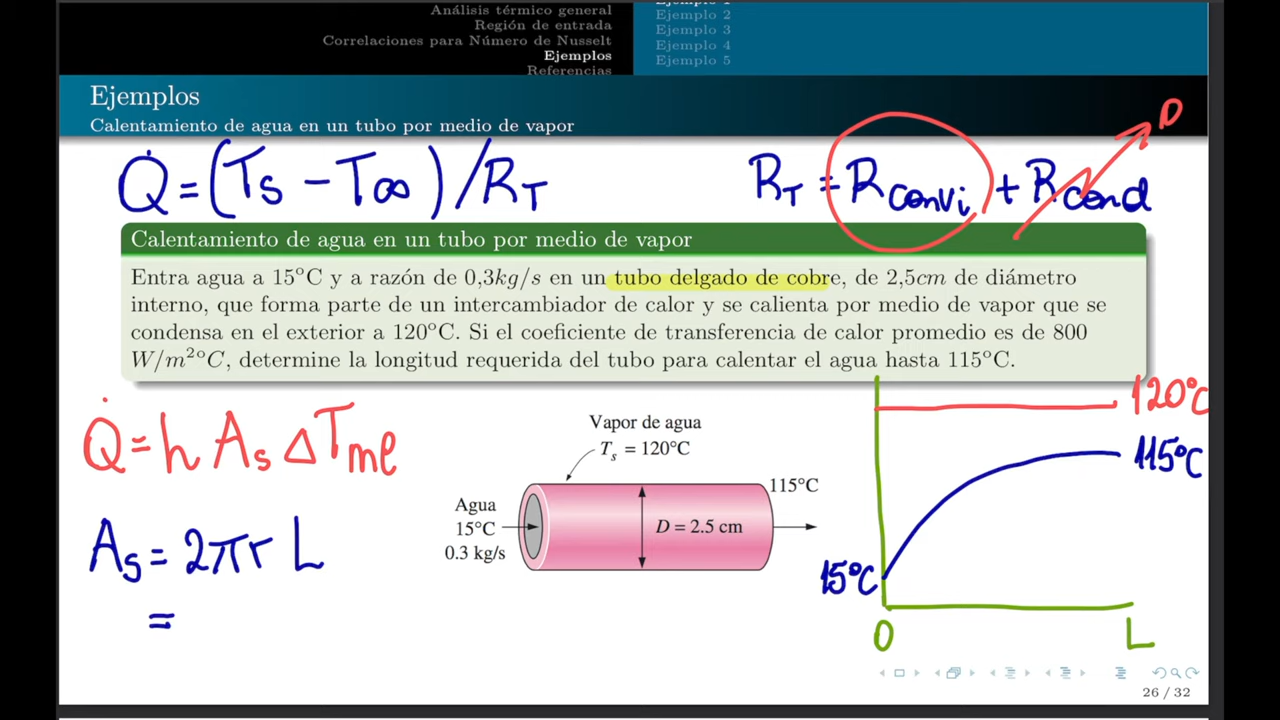 Análisis térmico general
Región de entrada
Correlaciones para Número de Nusselt
Ejemplos
Referencias
Ejemplo 1
Ejemplo 2
Ejemplo 3
Ejemplo 4
Ejemplo 5
Ejemplos
Calentamiento de agua en un tubo por medio de vapor
Q̇ = (Ts - T∞) / RT
RT = Rconvi + Rcond
0
Calentamiento de agua en un tubo por medio de vapor
Entra agua a 15°C y a razón de 0,3kg/s en un tubo delgado de cobre, de 2,5cm de diámetro
interno, que forma parte de un intercambiador de calor y se calienta por medio de vapor que se
condensa en el exterior a 120°C. Si el coeficiente de transferencia de calor promedio es de 800
W/m²°C, determine la longitud requerida del tubo para calentar el agua hasta 115°C.
Q̇ = h As ΔTme
As = 2πr L
=
Vapor de agua
Ts = 120°C
115°C
Agua
15°C
0.3 kg/s
D = 2.5 cm
120°C
115°C
15°C
0
L
26 / 32